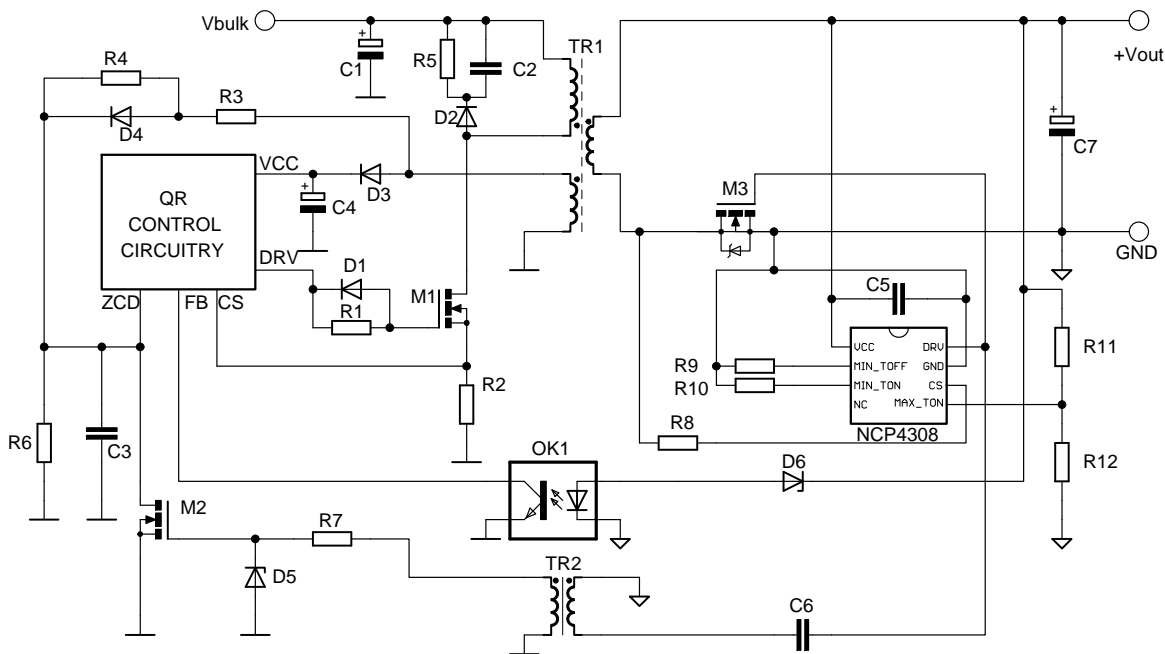 Vbulk
+
C1
R5
C2
TR1
+Vout
R4
R3
D2
D4
+
C7
VCC
D3
+
C4
QR
CONTROL
CIRCUITRY
M3
GND
DRV
D1
M1
R1
C5
ZCD
FB
CS
R2
R9
R10
VCC
MIN_TOFF
MIN_TON
NC
DRV
GND
CS
MAX_TON
NCP4308
R11
R8
R6
C3
OK1
D6
R12
M2
R7
D5
TR2
C6